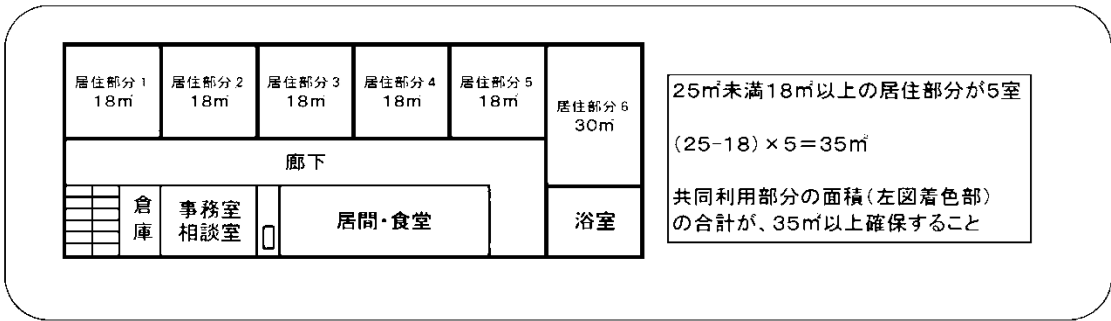 居住部分1
18㎡
居住部分2
18㎡
居住部分3
18㎡
居住部分4
18㎡
居住部分5
18㎡
居住部分6
30㎡
廊下
倉
庫
事務室
相談室
居間・食堂
浴室
25㎡未満18㎡以上の居住部分が5室
(25-18)×5=35㎡
共同利用部分の面積(左図着色部)
の合計が、35㎡以上確保すること